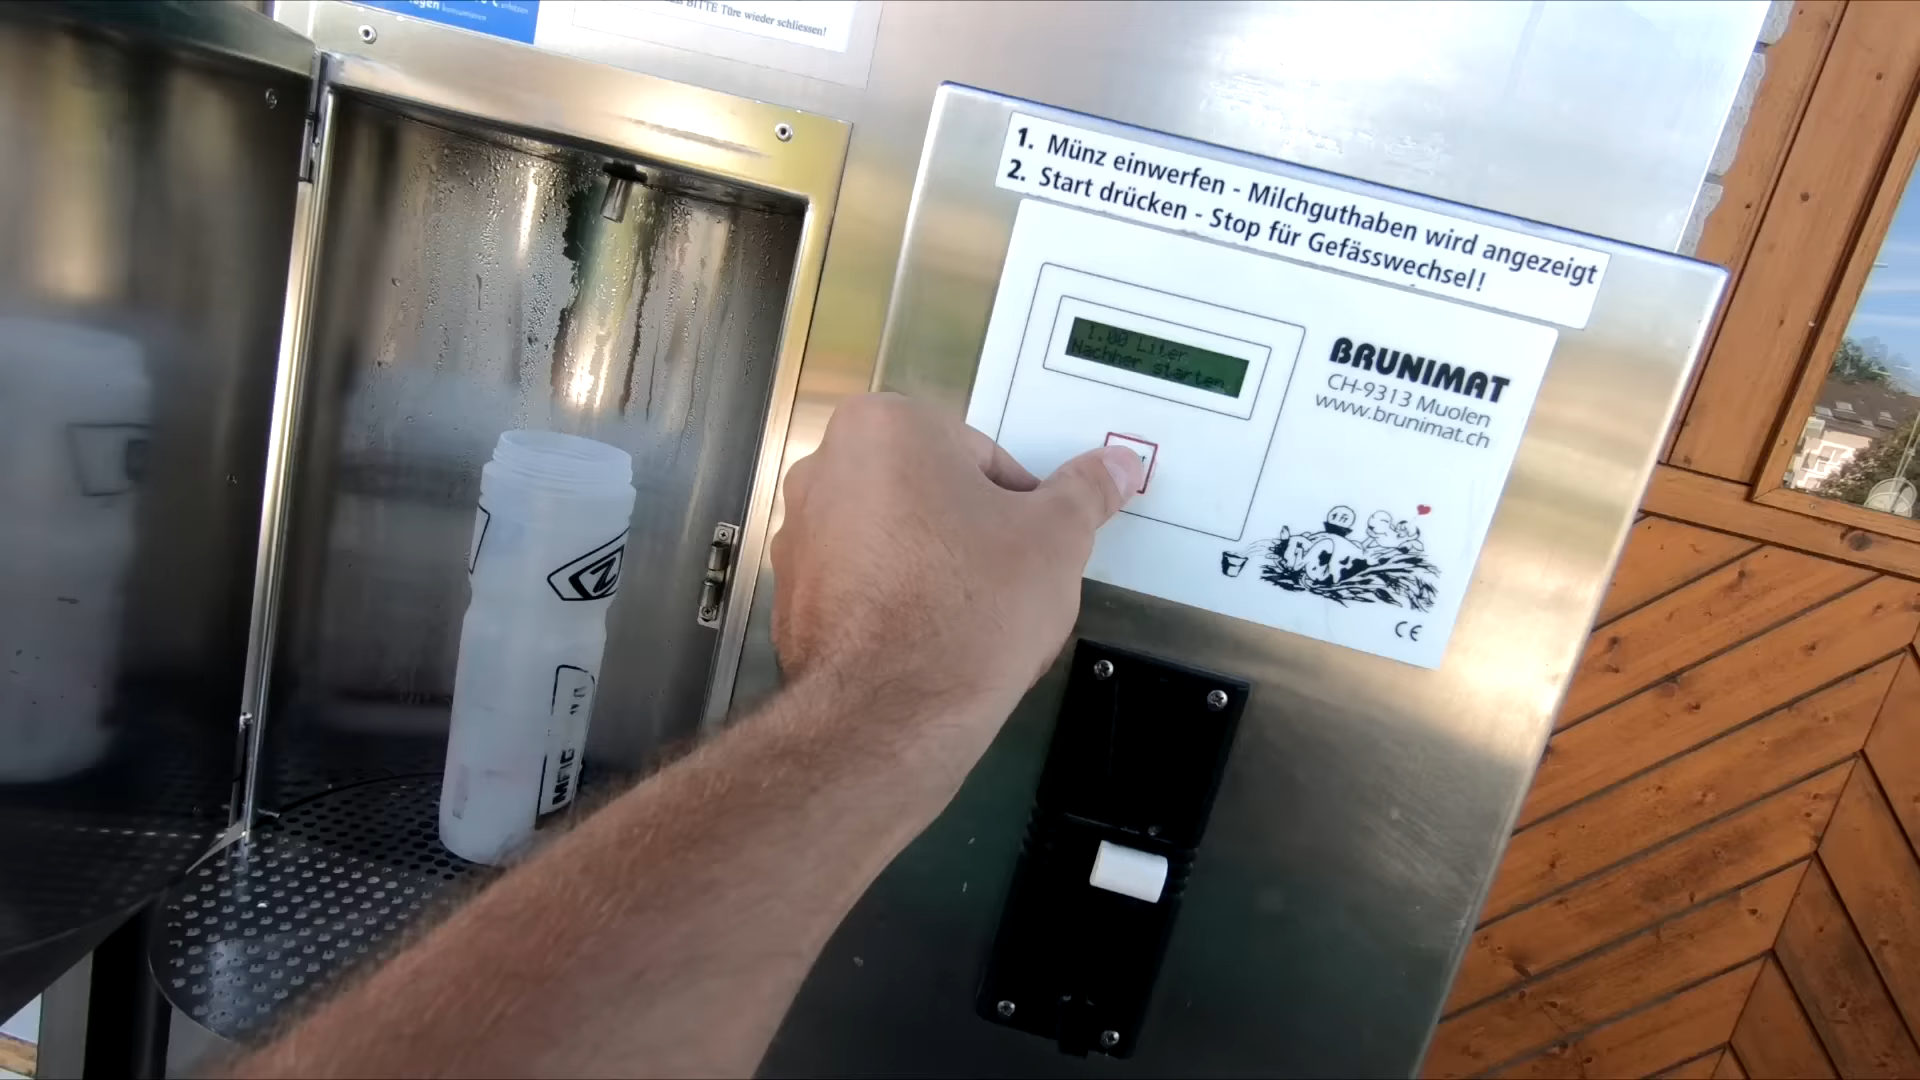 BITTE Türe wieder schliessen!
1. Münz einwerfen - Milchguthaben wird angezeigt
2. Start drücken - Stop für Gefässwechsel!
1.00 Liter
Nachher starten
BRUNIMAT
CH-9313 Muolen
www.brunimat.ch
CE